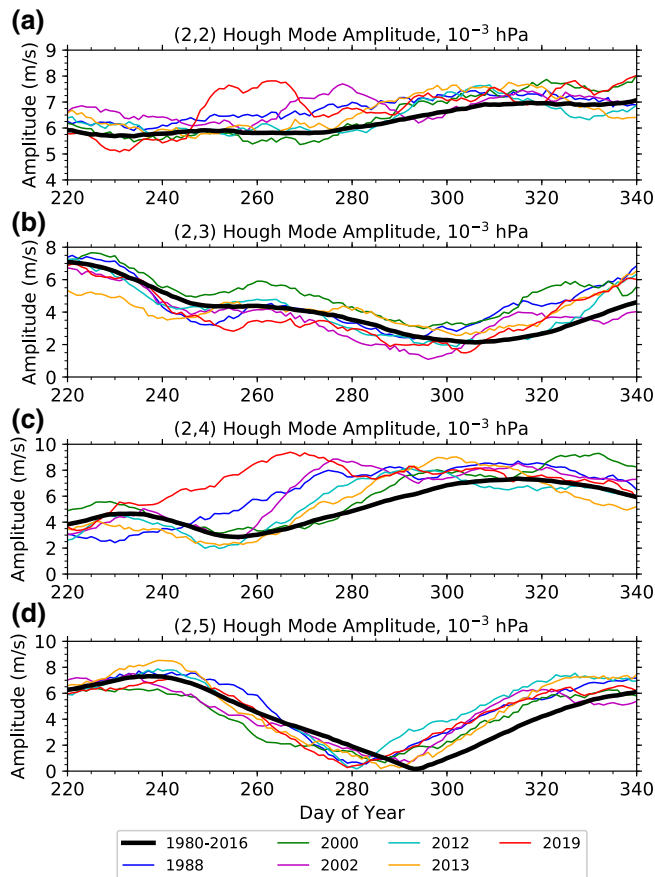 (a)
(2,2) Hough Mode Amplitude, 10⁻³ hPa
Amplitude (m/s)
9
8
7
6
5
4
220 240 260 280 300 320 340
(b)
(2,3) Hough Mode Amplitude, 10⁻³ hPa
Amplitude (m/s)
8
6
4
2
0
220 240 260 280 300 320 340
(c)
(2,4) Hough Mode Amplitude, 10⁻³ hPa
Amplitude (m/s)
10
8
6
4
2
0
220 240 260 280 300 320 340
(d)
(2,5) Hough Mode Amplitude, 10⁻³ hPa
Amplitude (m/s)
10
8
6
4
2
0
220 240 260 280 300 320 340
Day of Year
1980-2016 2000 2012 2019
1988 2002 2013